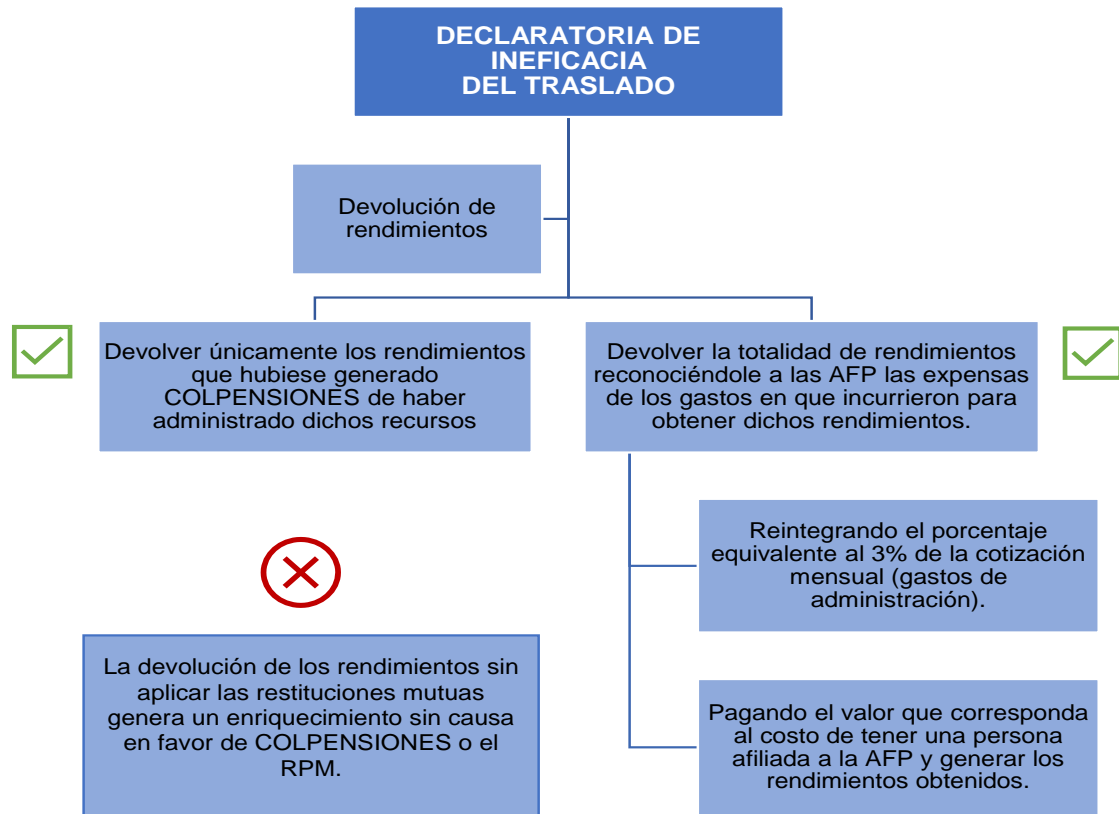 DECLARATORIA DE
INEFICACIA
DEL TRASLADO
Devolución de
rendimientos
Devolver únicamente los rendimientos
que hubiese generado
COLPENSIONES de haber
administrado dichos recursos
Devolver la totalidad de rendimientos
reconociéndole a las AFP las expensas
de los gastos en que incurrieron para
obtener dichos rendimientos.
Reintegrando el porcentaje
equivalente al 3% de la cotización
mensual (gastos de
administración).
La devolución de los rendimientos sin
aplicar las restituciones mutuas
genera un enriquecimiento sin causa
en favor de COLPENSIONES o el
RPM.
Pagando el valor que corresponda
al costo de tener una persona
afiliada a la AFP y generar los
rendimientos obtenidos.